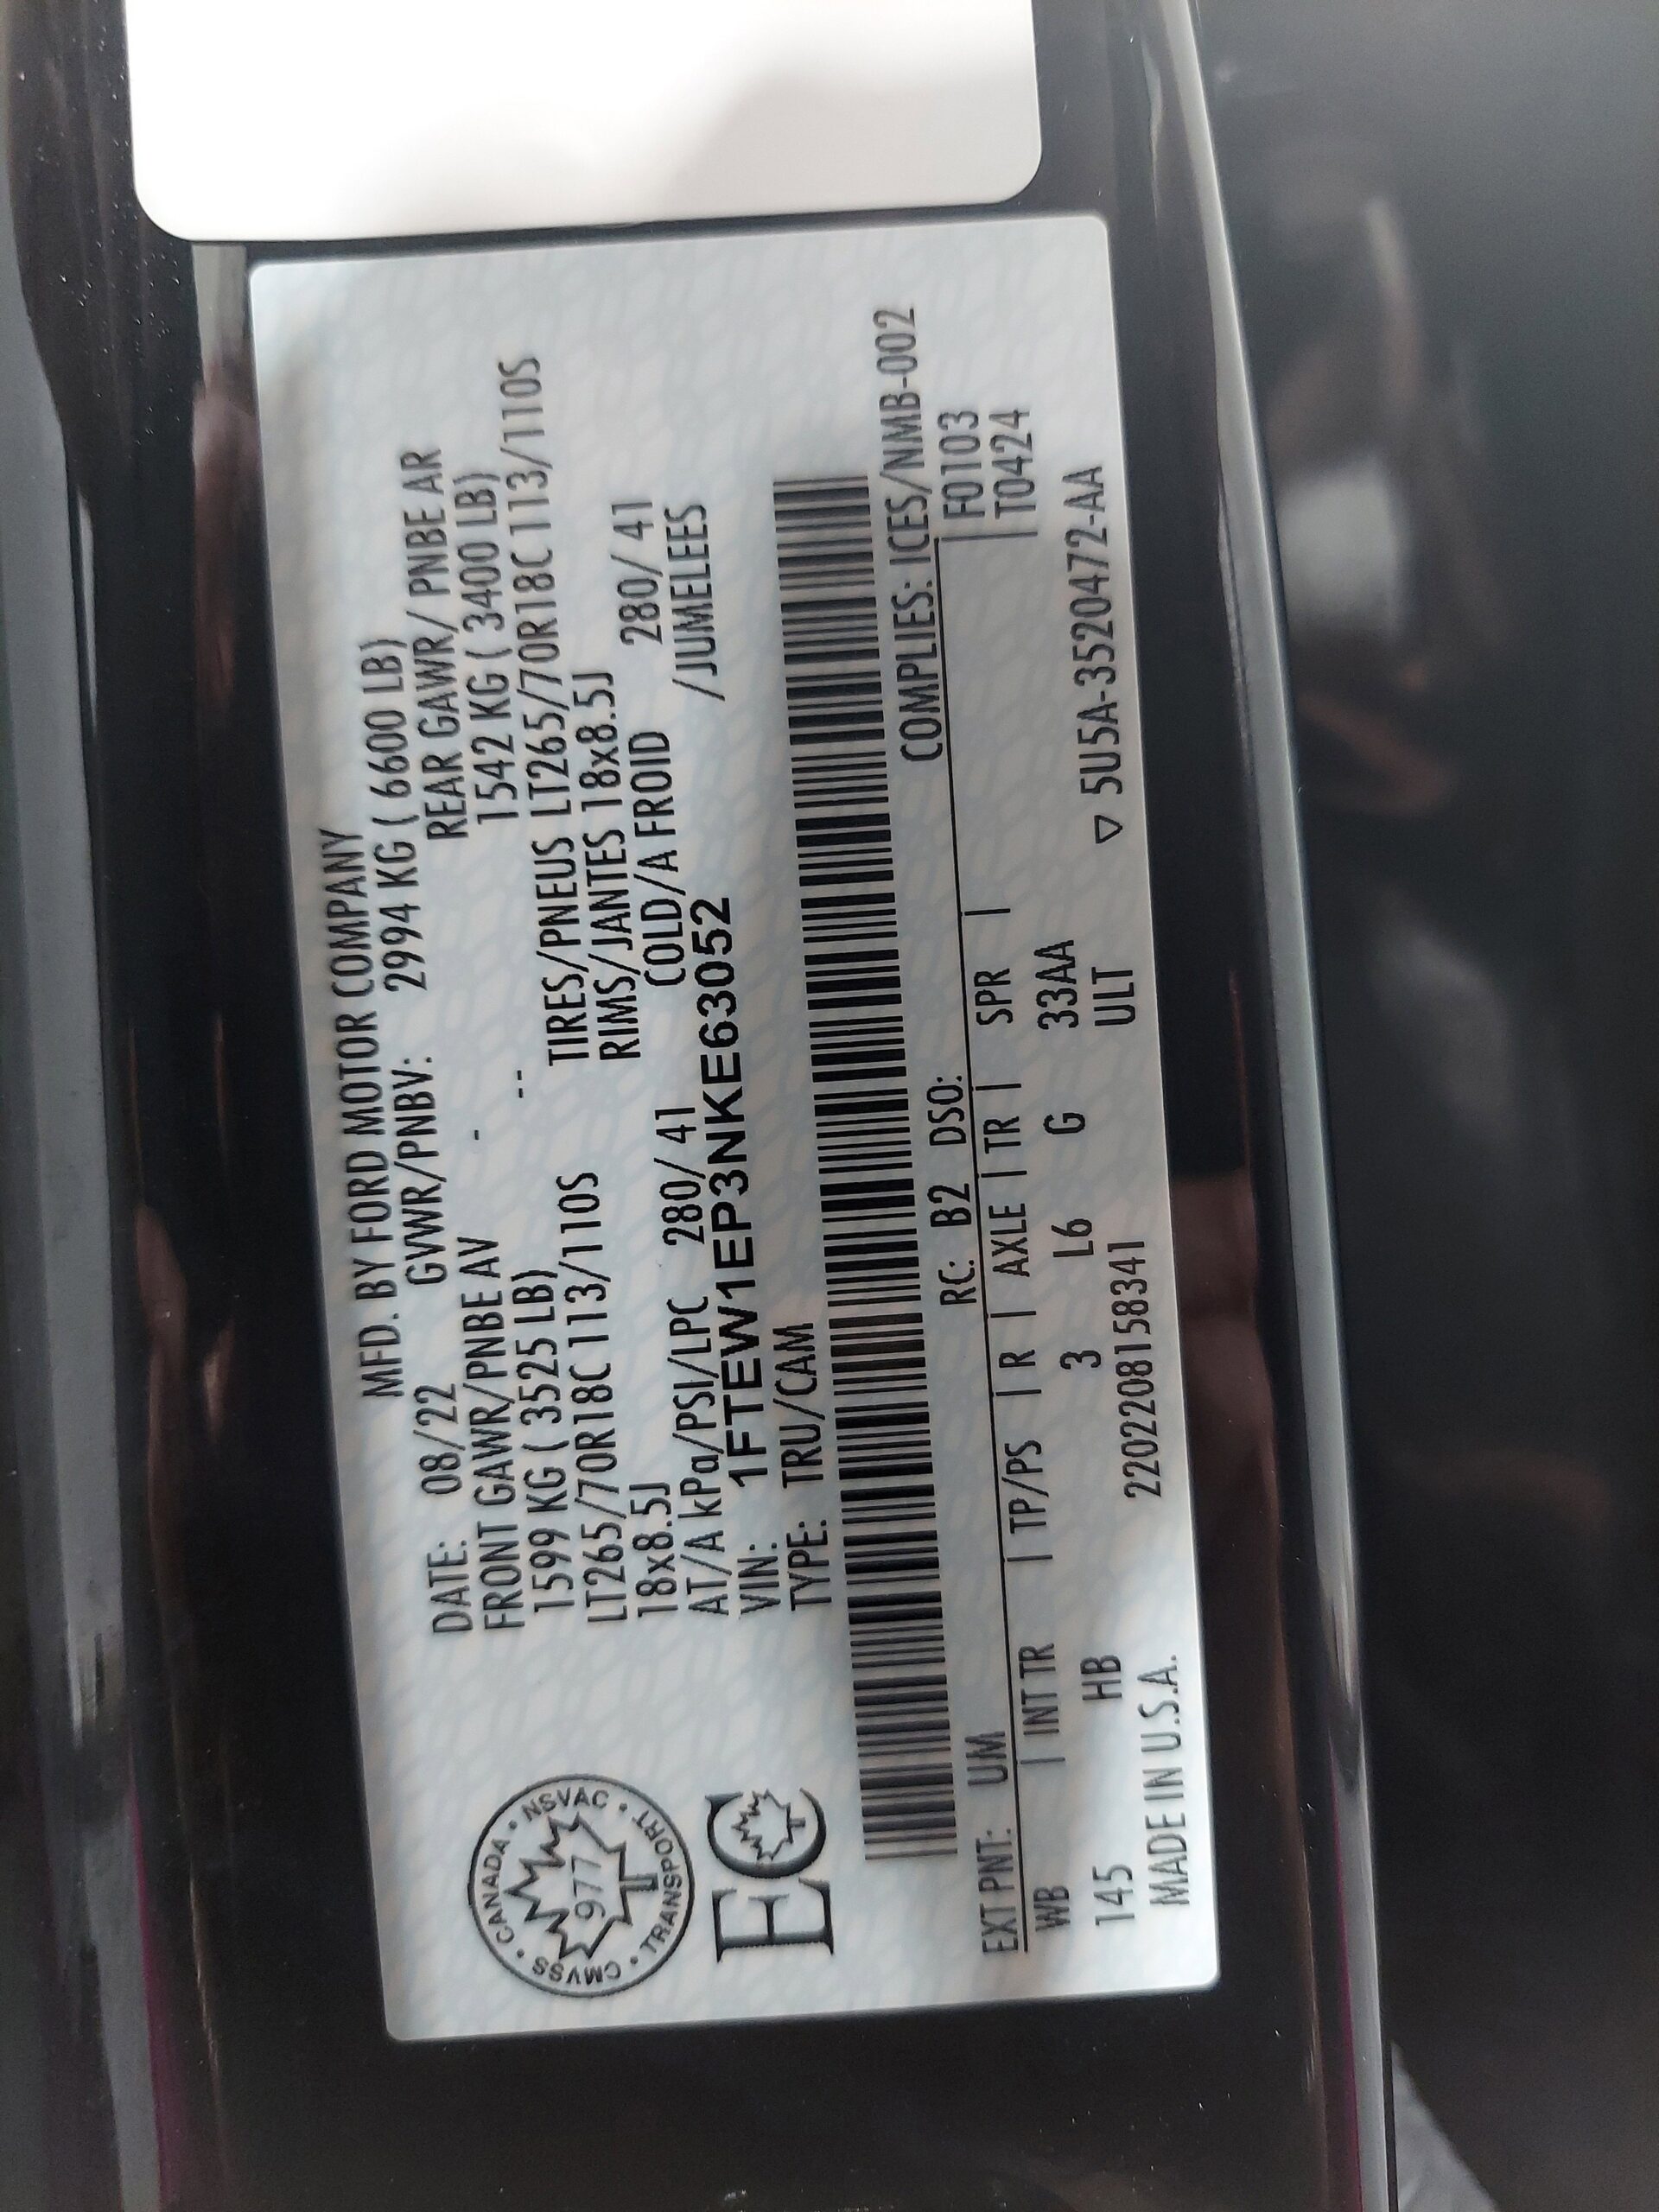 MFD. BY FORD MOTOR COMPANY
DATE: 08/22 GVWR/PNBV: 2994 KG ( 6600 LB)
FRONT GAWR/PNBE AV - REAR GAWR/ PNBE AR
1599 KG ( 3525 LB) -- 1542 KG ( 3400 LB)
LT265/70R18C 113/110S TIRES/PNEUS LT265/70R18C 113/110S
18x8.5J RIMS/JANTES 18x8.5J
AT/A kPa/PSI/LPC 280/ 41 COLD/A FROID 280/ 41
VIN: 1FTEW1EP3NKE63052 /JUMELEES
TYPE: TRU/CAM
CANADA • NSVAC • TRANSPORT • CMVSS •
977
EC
COMPLIES: ICES/NMB-002
EXT PNT: UM RC: B2 DSO: F0103
WB | INT TR | TP/PS | R | AXLE | TR | SPR | T0424
145 HB 3 L6 G 33AA
MADE IN U.S.A. 2202208158341 ULT ▽ 5U5A-3520472-AA